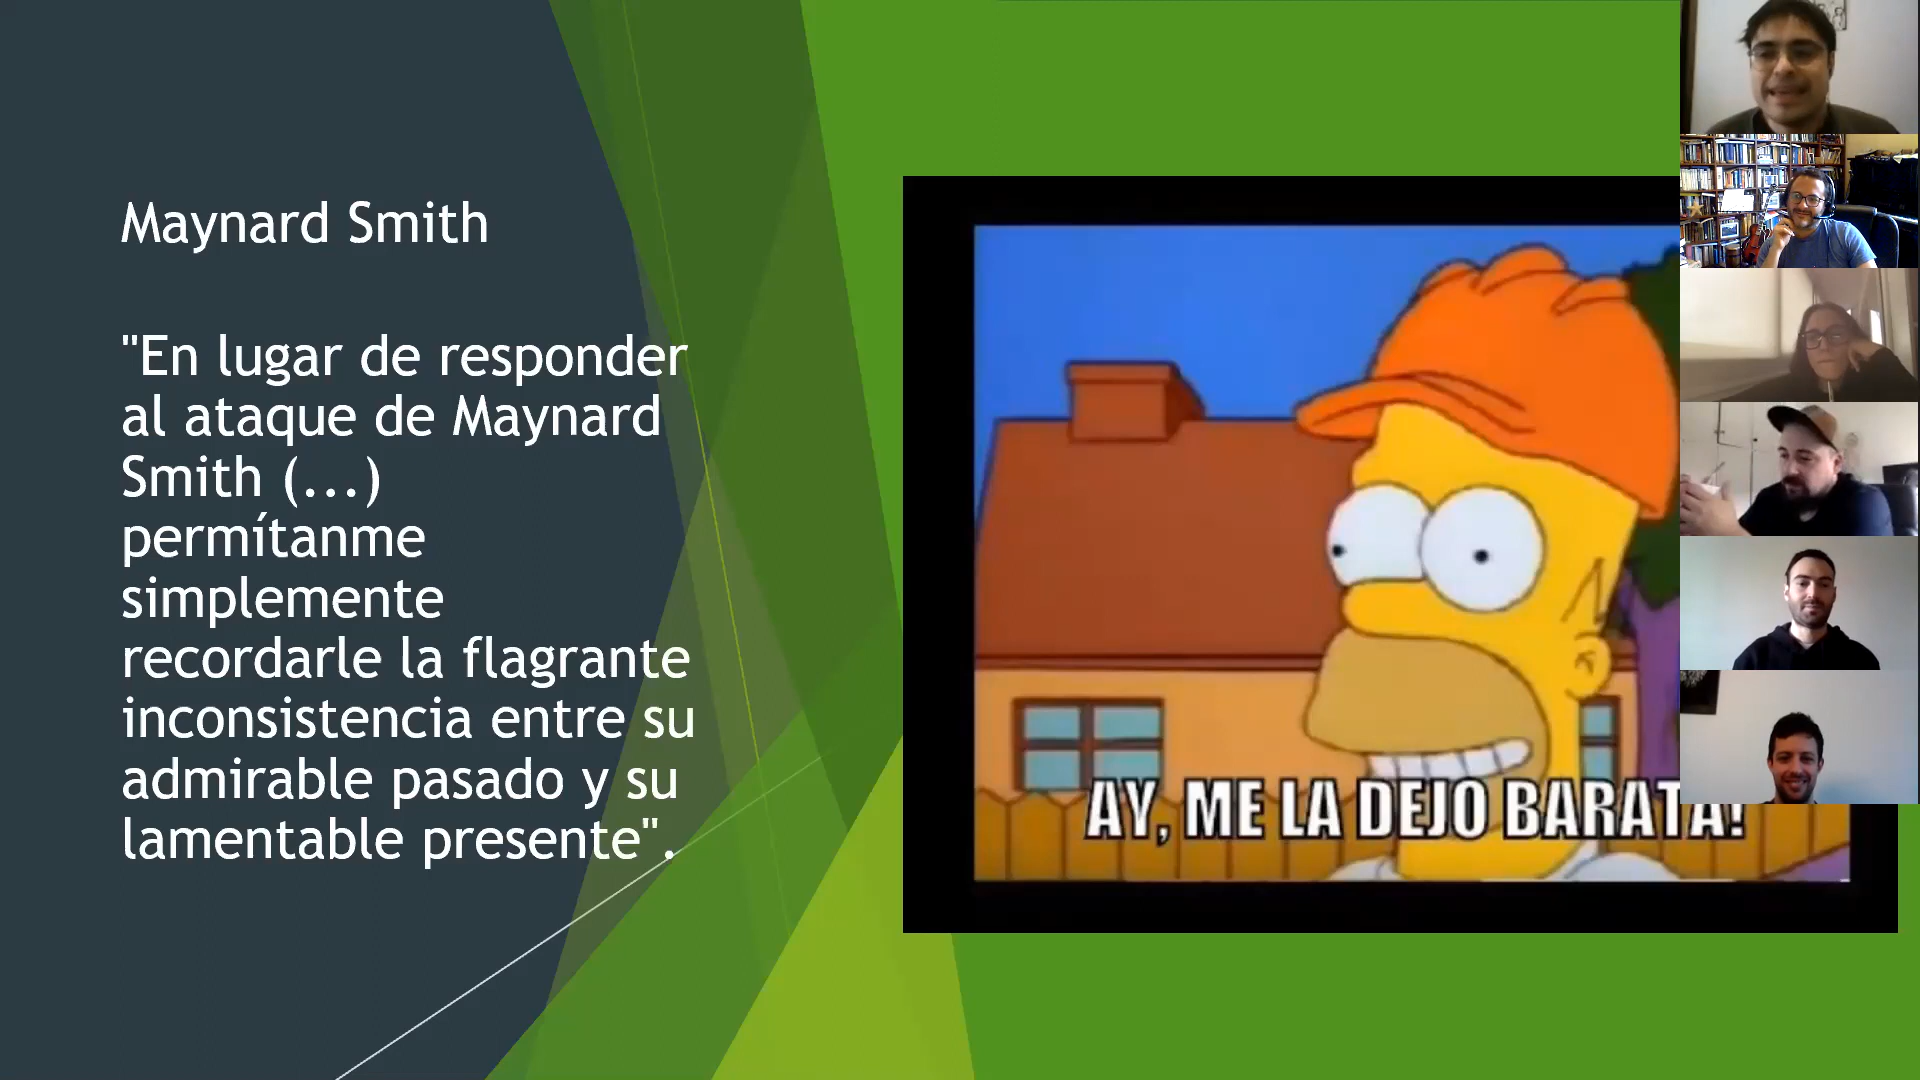 Maynard Smith
"En lugar de responder
al ataque de Maynard
Smith (...)
permítanme
simplemente
recordarle la flagrante
inconsistencia entre su
admirable pasado y su
lamentable presente".
AY, ME LA DEJO BARATA!